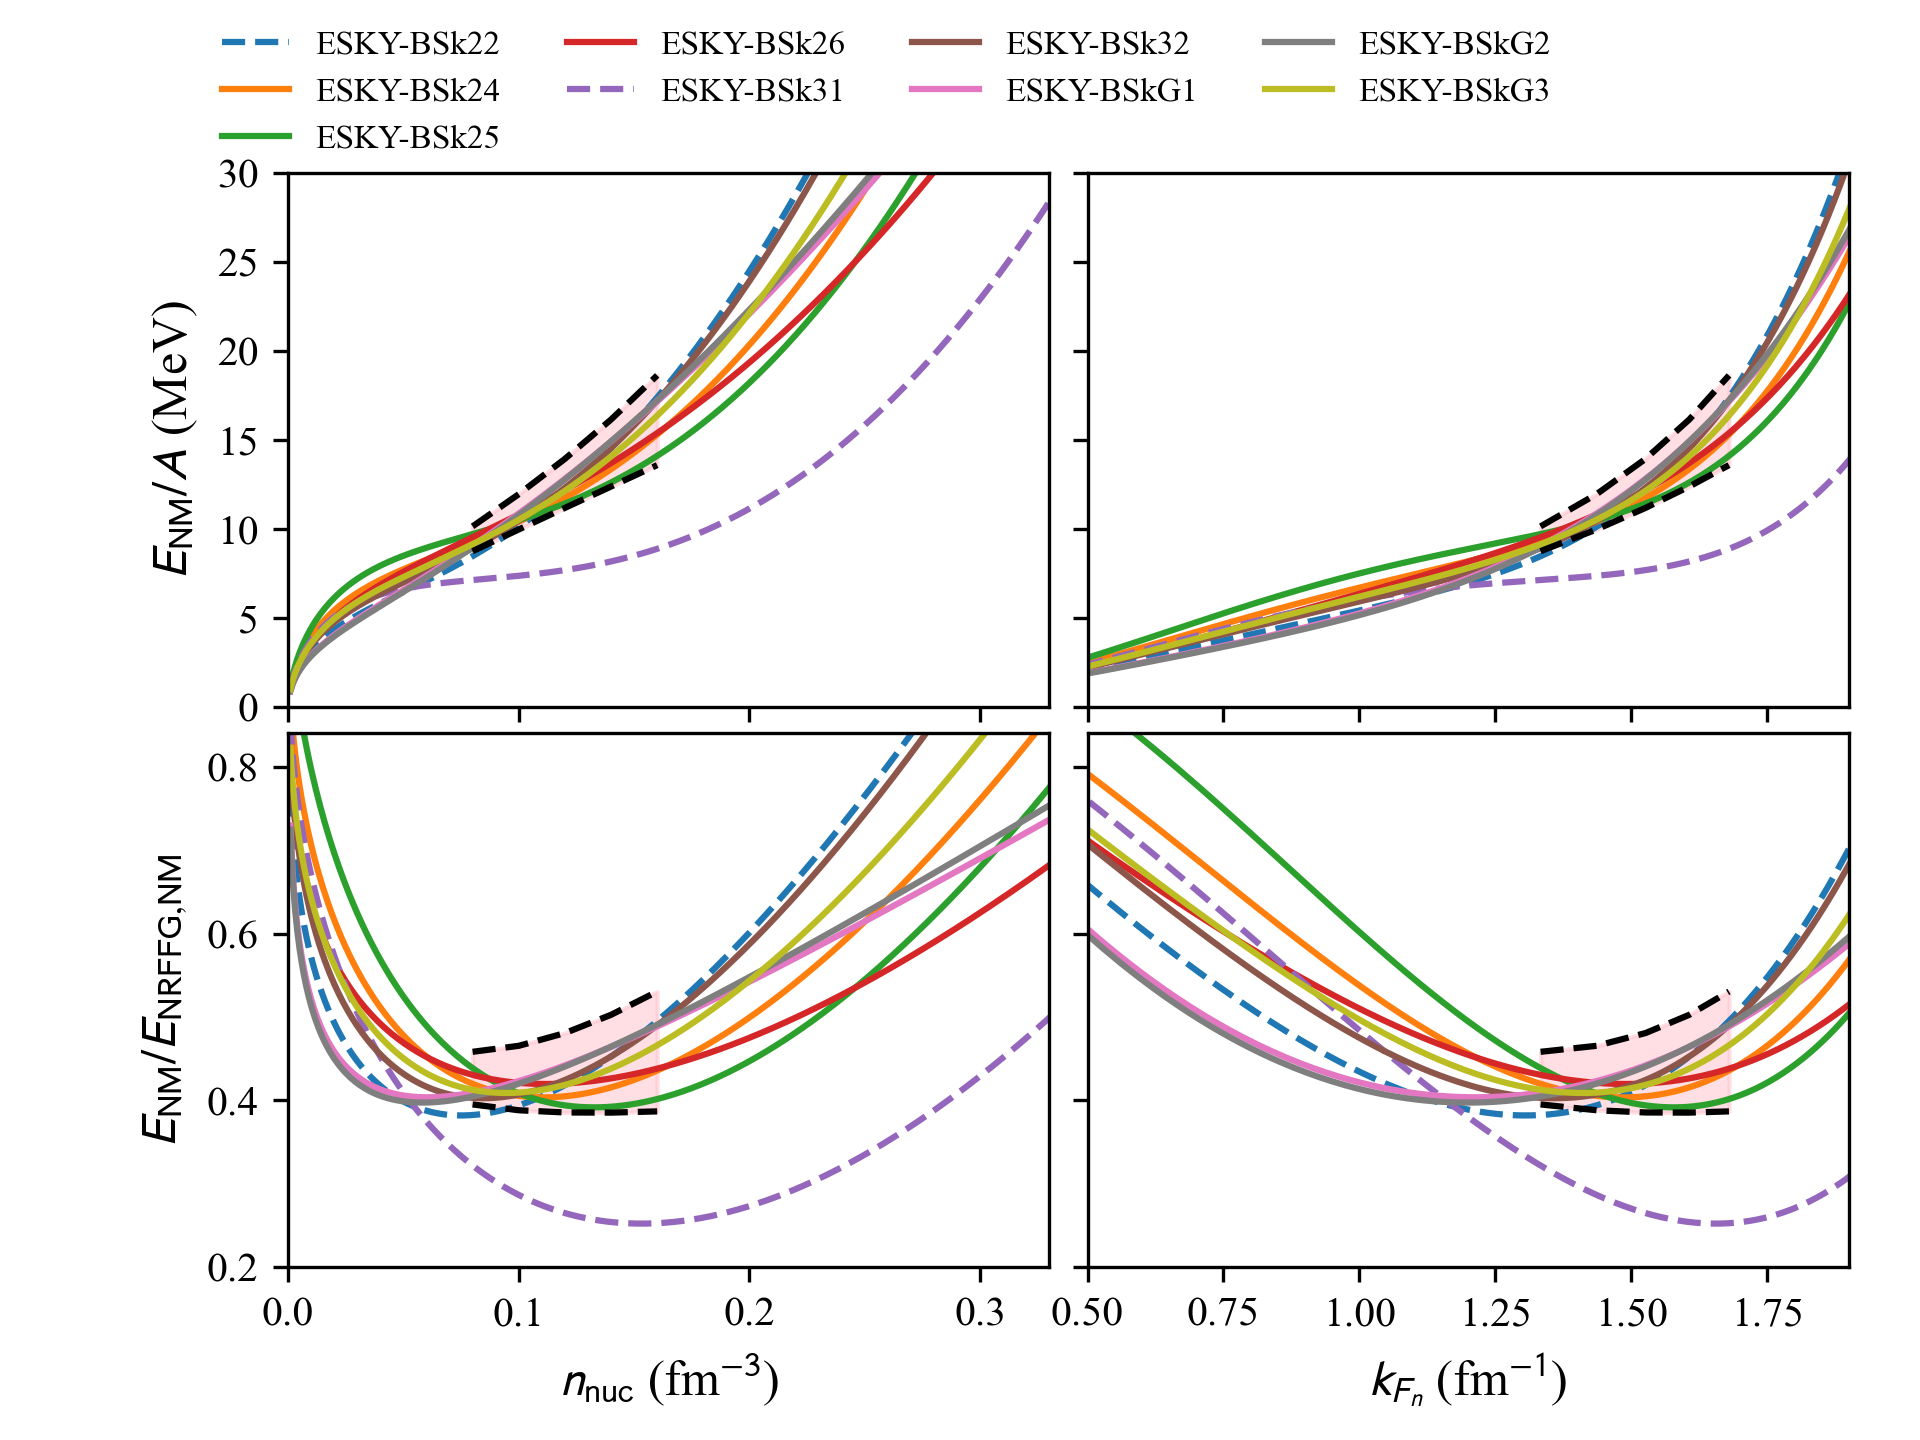 ESKY-BSk22 ESKY-BSk26 ESKY-BSk32 ESKY-BSkG2
ESKY-BSk24 ESKY-BSk31 ESKY-BSkG1 ESKY-BSkG3
ESKY-BSk25
30
25
20
15
10
5
0
E_NM/A (MeV)
0.8
0.6
0.4
0.2
E_NM/E_NRFFG,NM
0.0 0.1 0.2 0.3 0.50 0.75 1.00 1.25 1.50 1.75
n_nuc (fm⁻³) k_Fₙ (fm⁻¹)